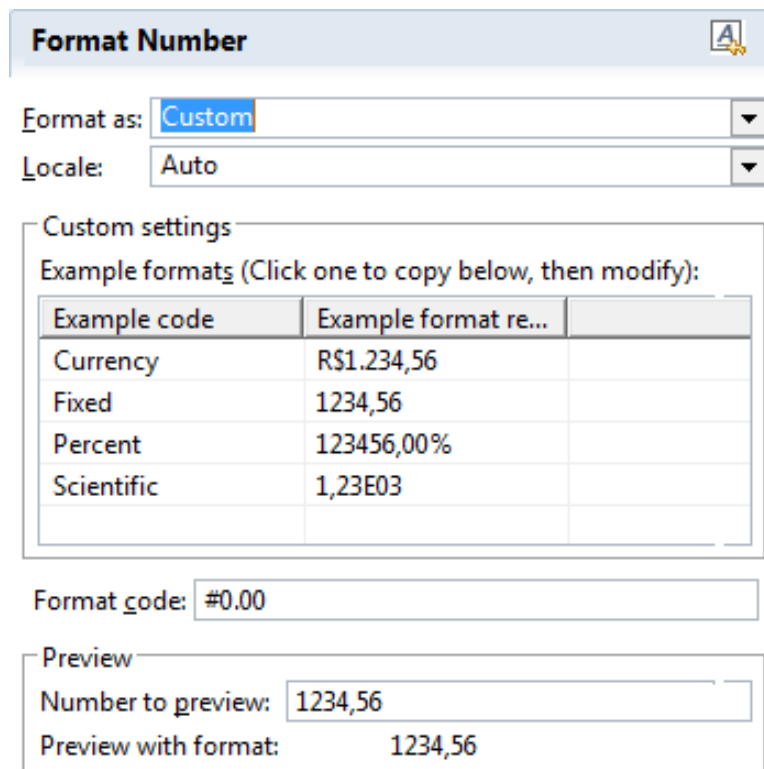 Format Number
Format as: Custom
Locale: Auto
Custom settings
Example formats (Click one to copy below, then modify):
Example code Example format re...
Currency R$1.234,56
Fixed 1234,56
Percent 123456,00%
Scientific 1,23E03
Format code: #0.00
Preview
Number to preview: 1234,56
Preview with format: 1234,56